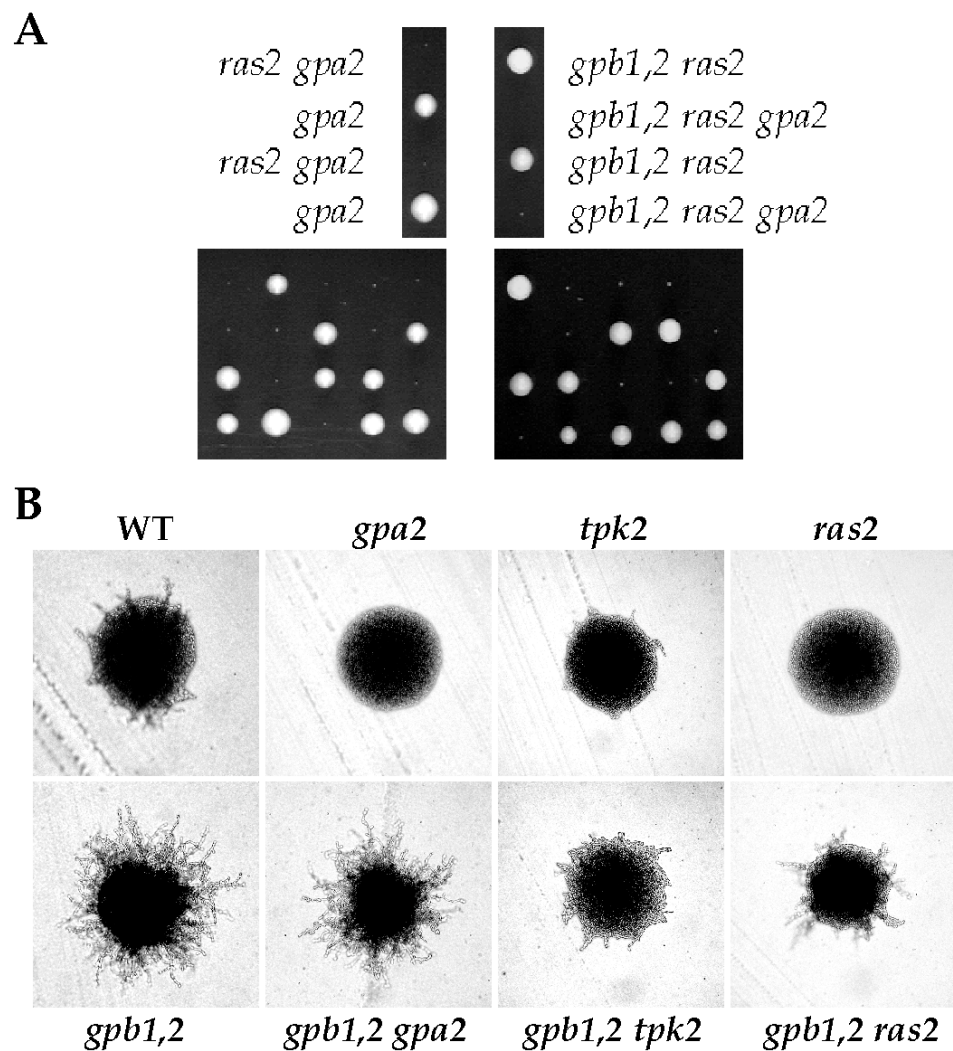 A
ras2 gpa2
gpa2
ras2 gpa2
gpa2
gpb1,2 ras2
gpb1,2 ras2 gpa2
gpb1,2 ras2
gpb1,2 ras2 gpa2
B
WT gpa2 tpk2 ras2
gpb1,2 gpb1,2 gpa2 gpb1,2 tpk2 gpb1,2 ras2